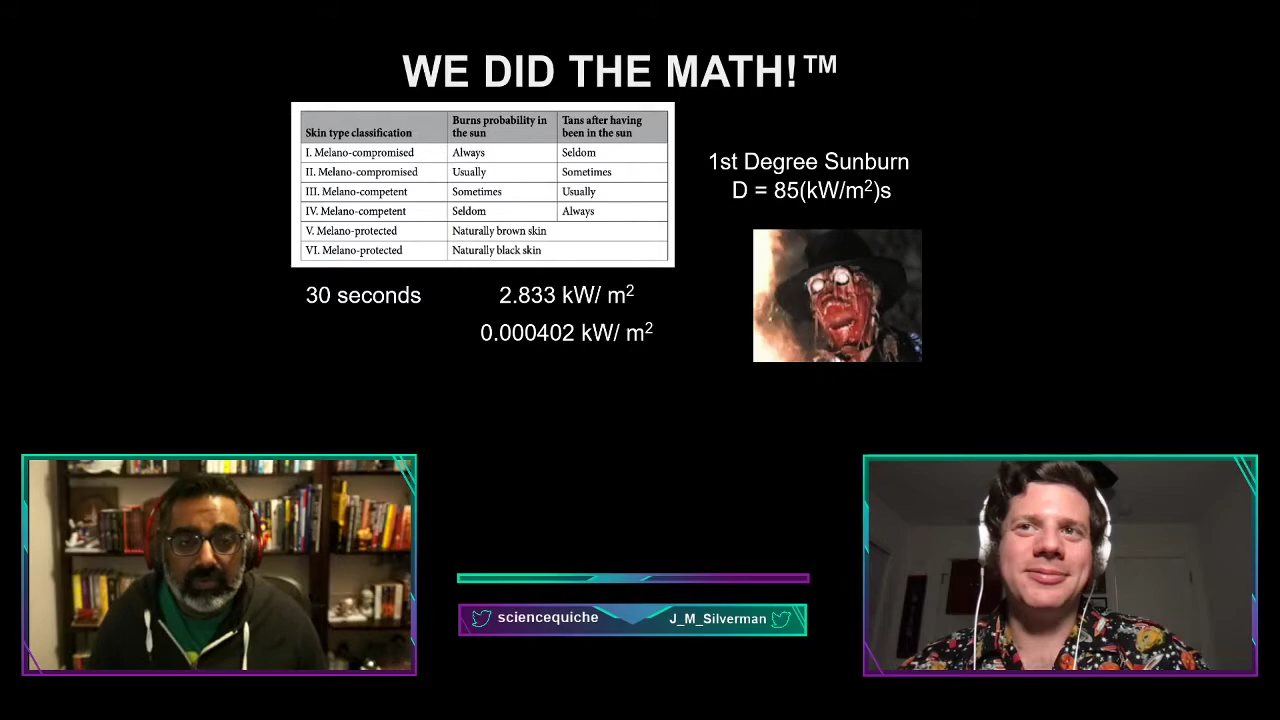 WE DID THE MATH!™
Skin type classification
Burns probability in the sun
Tans after having been in the sun
I. Melano-compromised Always Seldom
II. Melano-compromised Usually Sometimes
III. Melano-competent Sometimes Usually
IV. Melano-competent Seldom Always
V. Melano-protected Naturally brown skin
VI. Melano-protected Naturally black skin
1st Degree Sunburn
D = 85(kW/m²)s
30 seconds 2.833 kW/ m²
0.000402 kW/ m²
sciencequiche J_M_Silverman